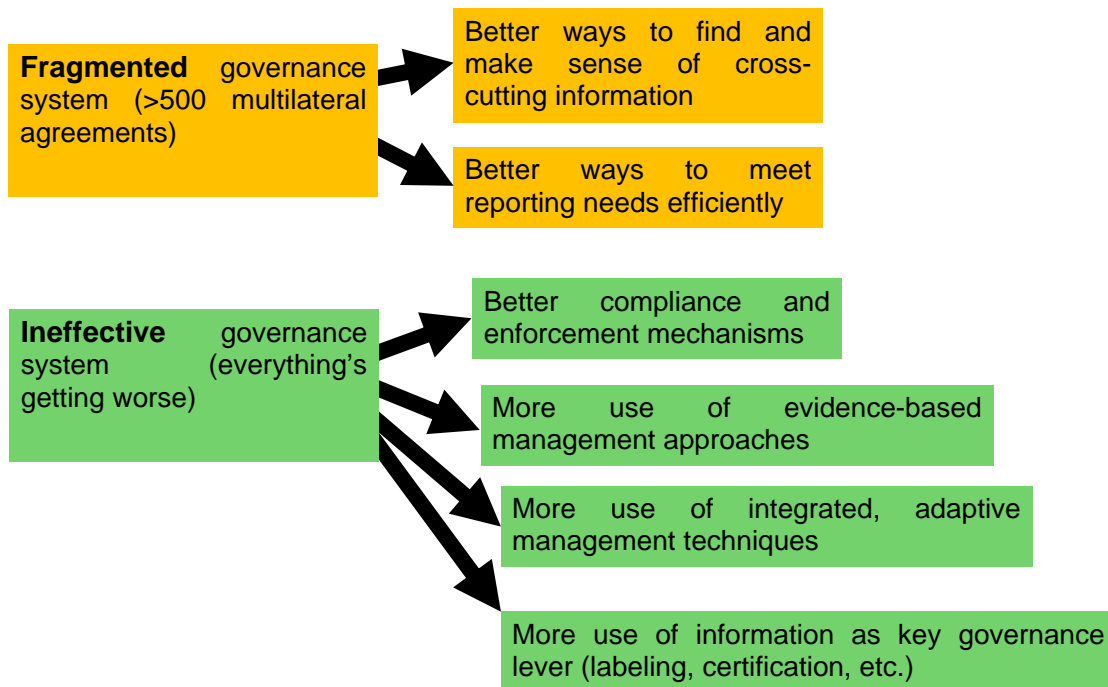 Fragmented governance
system (>500 multilateral
agreements)
Better ways to find and
make sense of cross-
cutting information
Better ways to meet
reporting needs efficiently
Ineffective governance
system (everything's
getting worse)
Better compliance and
enforcement mechanisms
More use of evidence-based
management approaches
More use of integrated, adaptive
management techniques
More use of information as key governance
lever (labeling, certification, etc.)